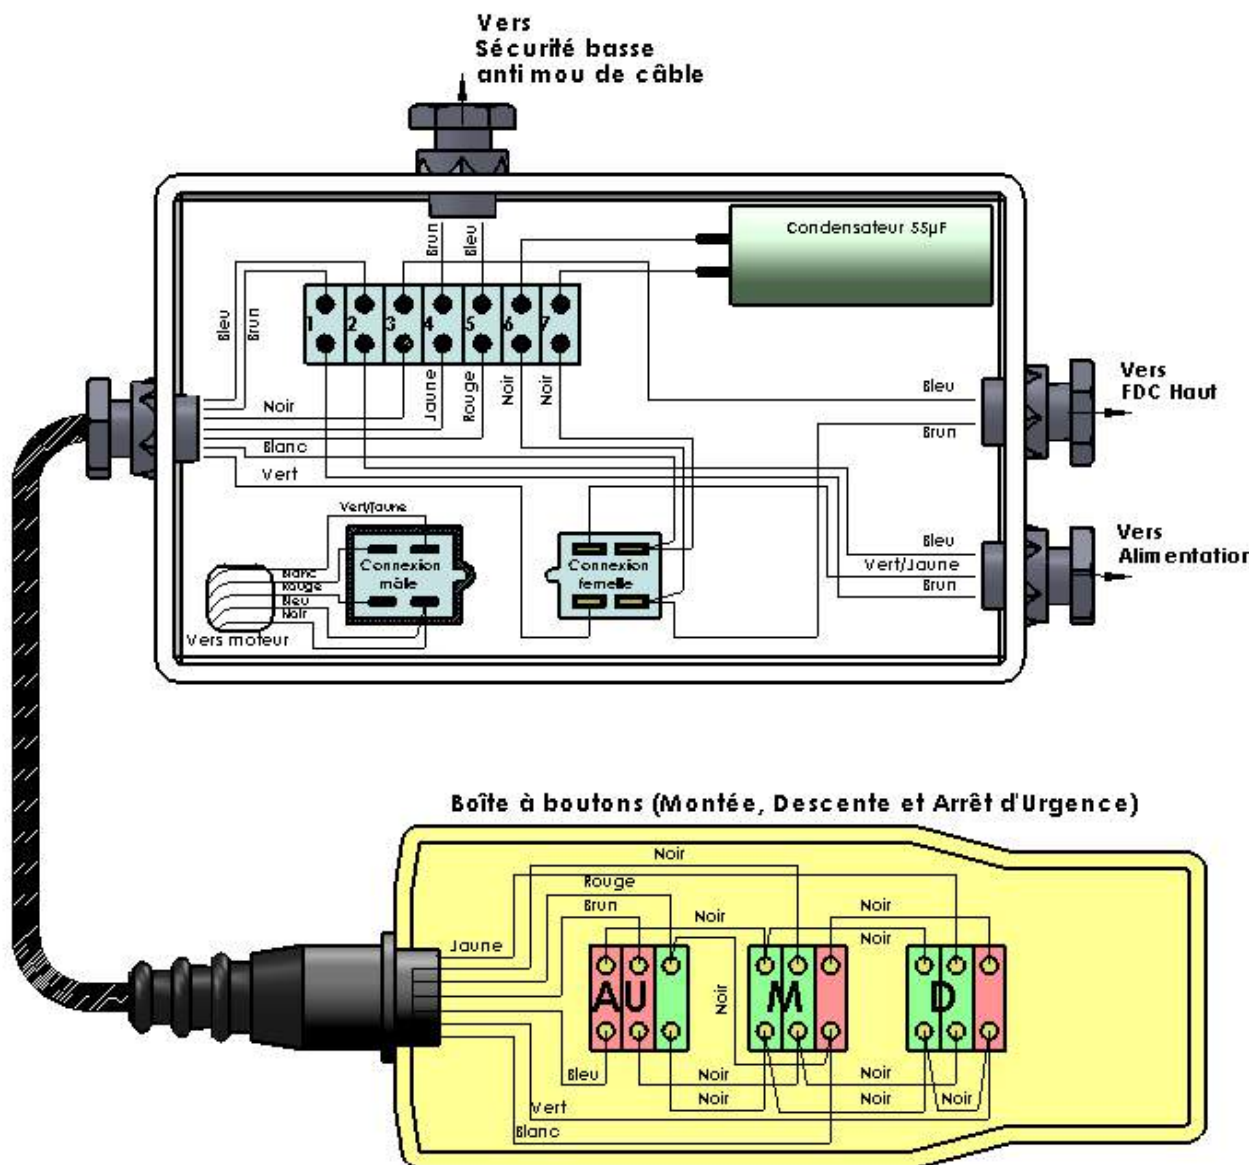 Vers
Sécurité basse
anti mou de câble
Condensateur 55µF
Brun
Bleu
1 2 3 4 5 6 7
Bleu
Brun
Noir
Jaune
Rouge
Noir
Noir
Blanc
Vert
Bleu
Brun
Vers
FDC Haut
Vert/Jaune
Blanc
Rouge
Bleu
Noir
Vers moteur
Connexion
mâle
Connexion
femelle
Bleu
Vert/Jaune
Brun
Vers
Alimentation
Boîte à boutons (Montée, Descente et Arrêt d'Urgence)
Noir
Rouge
Brun
Jaune
Noir
Noir
Noir
Noir
AU
M
D
Bleu
Noir
Noir
Noir
Noir
Noir
Vert
Blanc